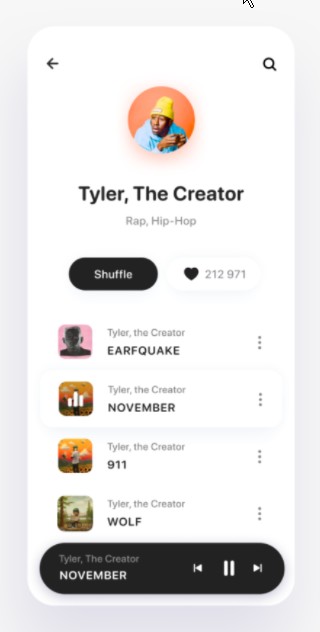 Tyler, The Creator
Rap, Hip-Hop
Shuffle
212 971
Tyler, the Creator
EARFQUAKE
Tyler, the Creator
NOVEMBER
Tyler, the Creator
911
Tyler, the Creator
WOLF
Tyler, The Creator
NOVEMBER